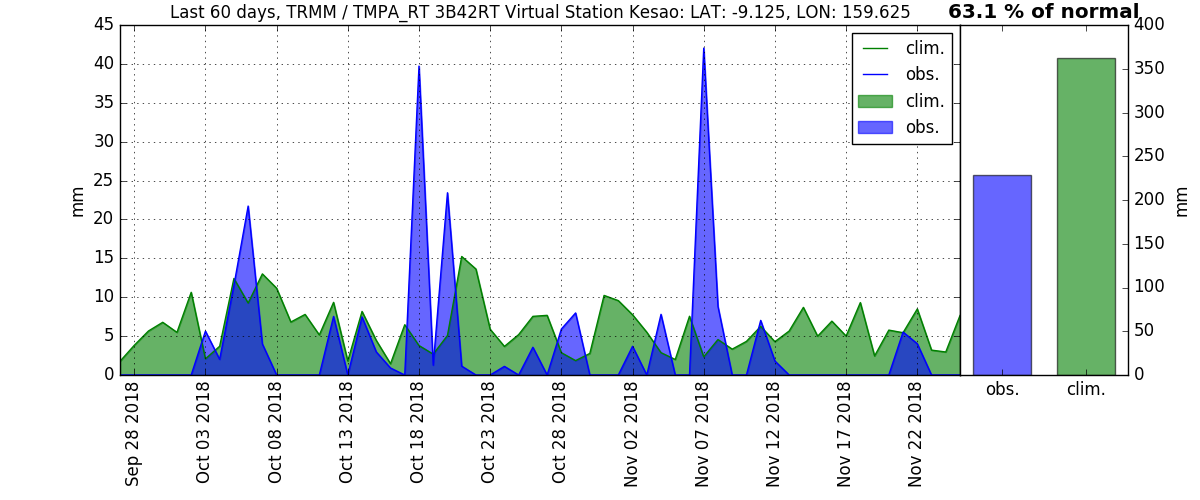 Last 60 days, TRMM / TMPA_RT 3B42RT Virtual Station Kesao: LAT: -9.125, LON: 159.625
63.1 % of normal
45
40
35
30
25
20
15
10
5
0
mm
clim.
obs.
clim.
obs.
Sep 28 2018
Oct 03 2018
Oct 08 2018
Oct 13 2018
Oct 18 2018
Oct 23 2018
Oct 28 2018
Nov 02 2018
Nov 07 2018
Nov 12 2018
Nov 17 2018
Nov 22 2018
400
350
300
250
200
150
100
50
0
mm
obs.
clim.